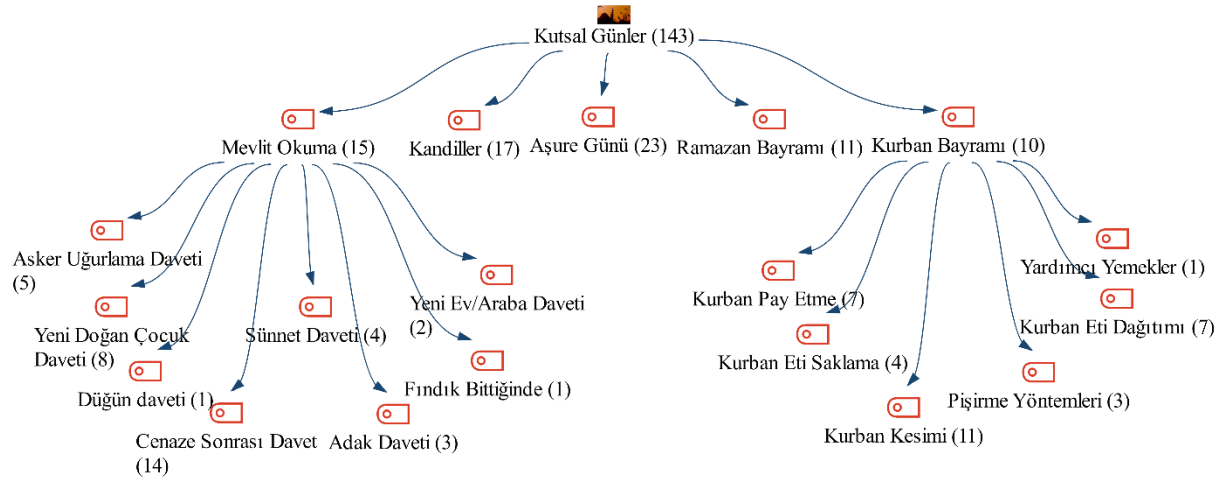 Kutsal Günler (143)
Mevlit Okuma (15)
Kandiller (17)
Aşure Günü (23)
Ramazan Bayramı (11)
Kurban Bayramı (10)
Asker Uğurlama Daveti
(5)
Yeni Doğan Çocuk
Daveti (8)
Düğün daveti (1)
Cenaze Sonrası Davet
(14)
Sünnet Daveti (4)
Adak Daveti (3)
Fındık Bittiğinde (1)
Yeni Ev/Araba Daveti
(2)
Kurban Pay Etme (7)
Kurban Eti Saklama (4)
Kurban Kesimi (11)
Pişirme Yöntemleri (3)
Kurban Eti Dağıtımı (7)
Yardımcı Yemekler (1)